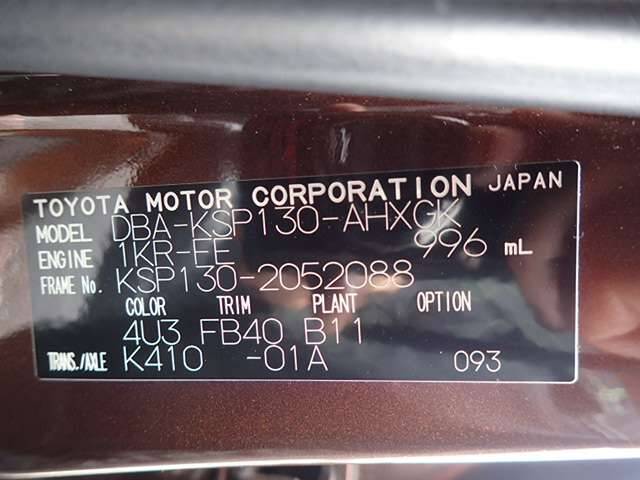 TOYOTA MOTOR CORPORATION JAPAN
MODEL DBA-KSP130-AHXGK
ENGINE 1KR-FE 996 mL
FRAME No. KSP130-2052088
COLOR TRIM PLANT OPTION
4U3 FB40 B11
TRANS./AXLE K410 -01A 093